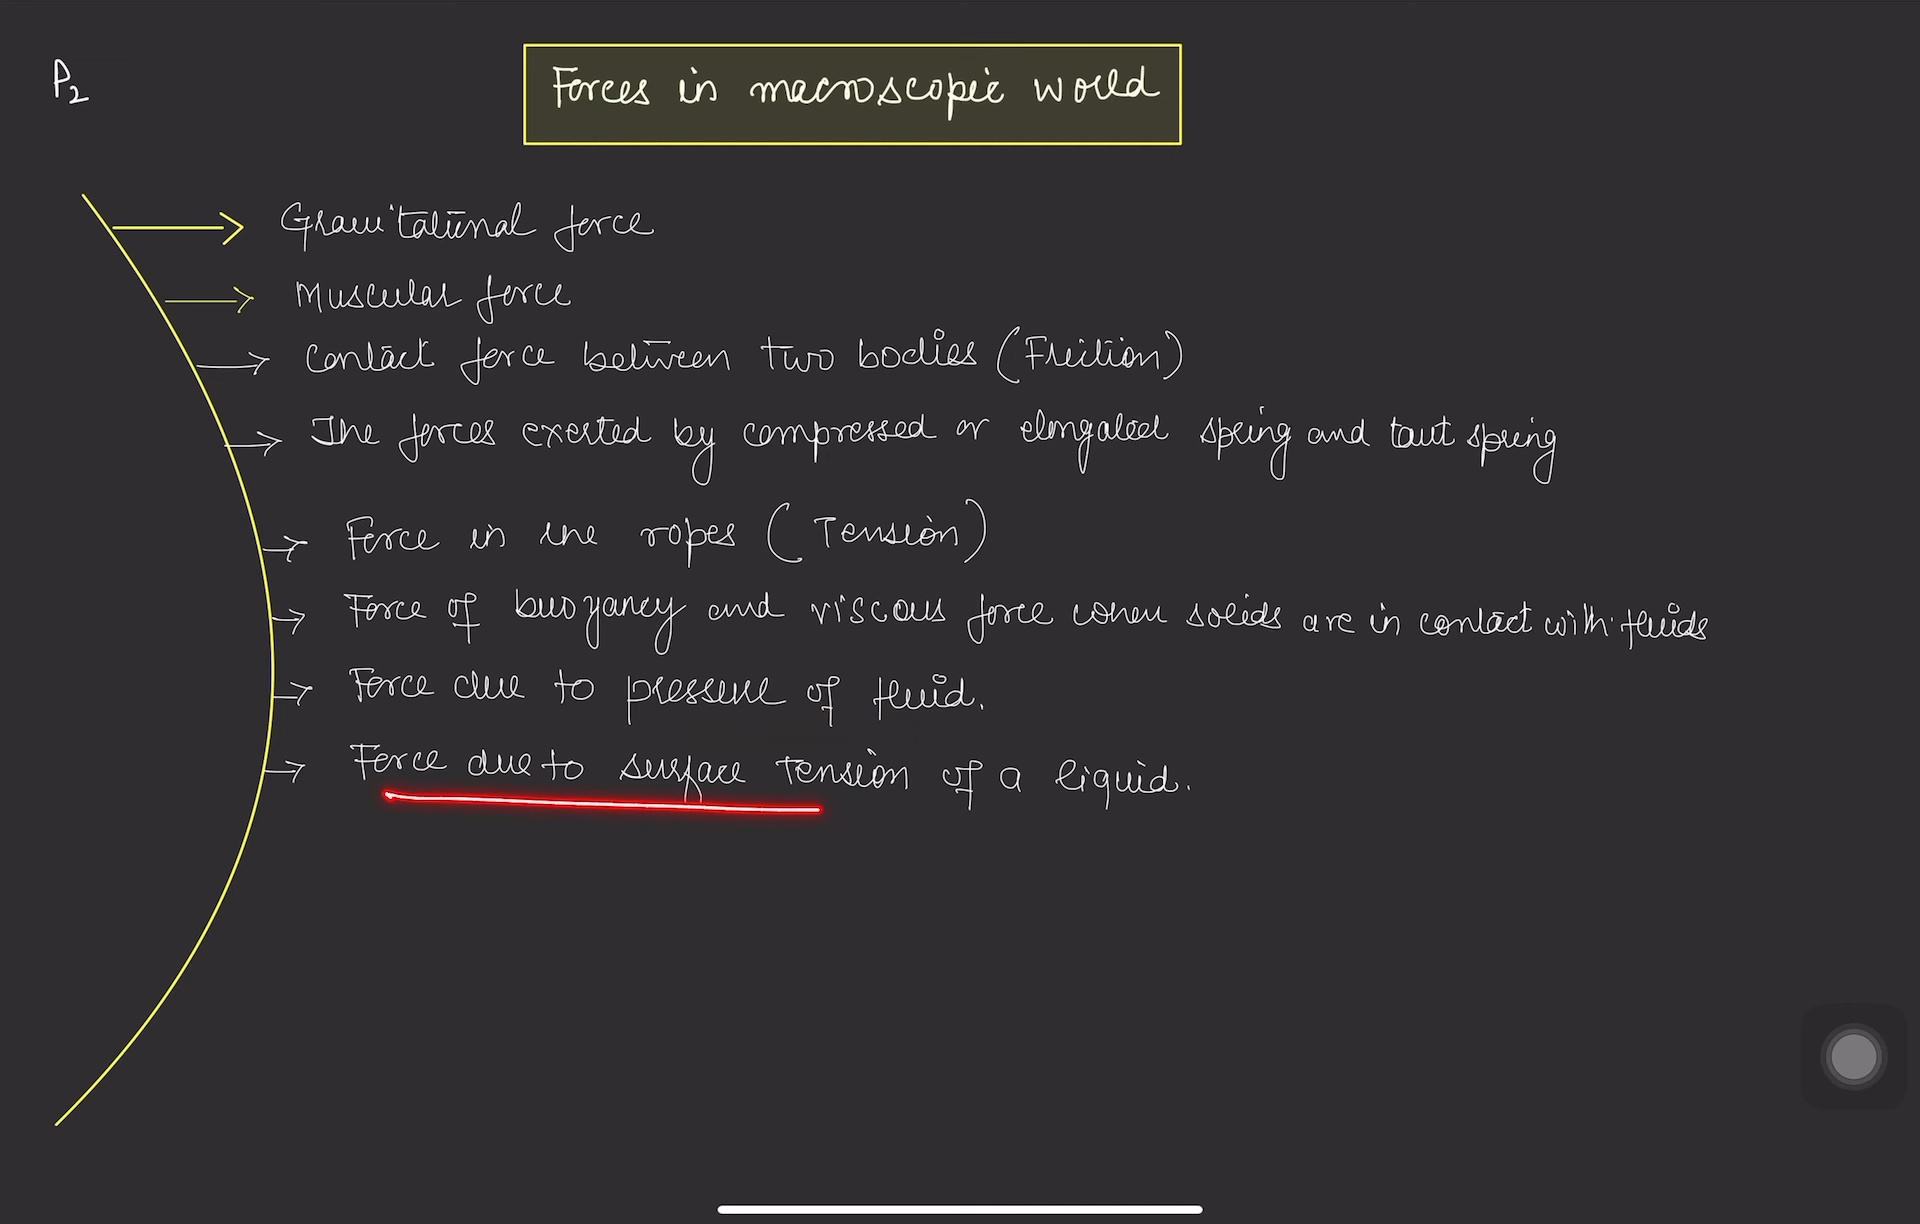 P2
Forces in macroscopic world
Gravitational force
Muscular force
Contact force between two bodies (Friction)
The forces exerted by compressed or elongated spring and taut spring
Force in the ropes (Tension)
Force of buoyancy and viscous force when solids are in contact with fluids
Force due to pressure of fluid.
Force due to surface tension of a liquid.